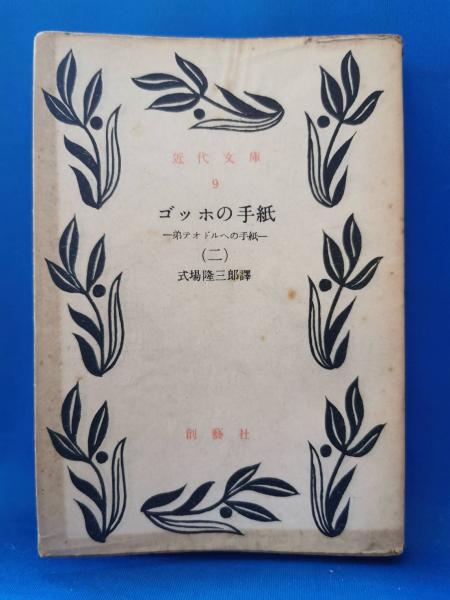 近代文庫
9
ゴッホの手紙
―弟テオドルへの手紙―
(二)
式場隆三郎譯
創藝社